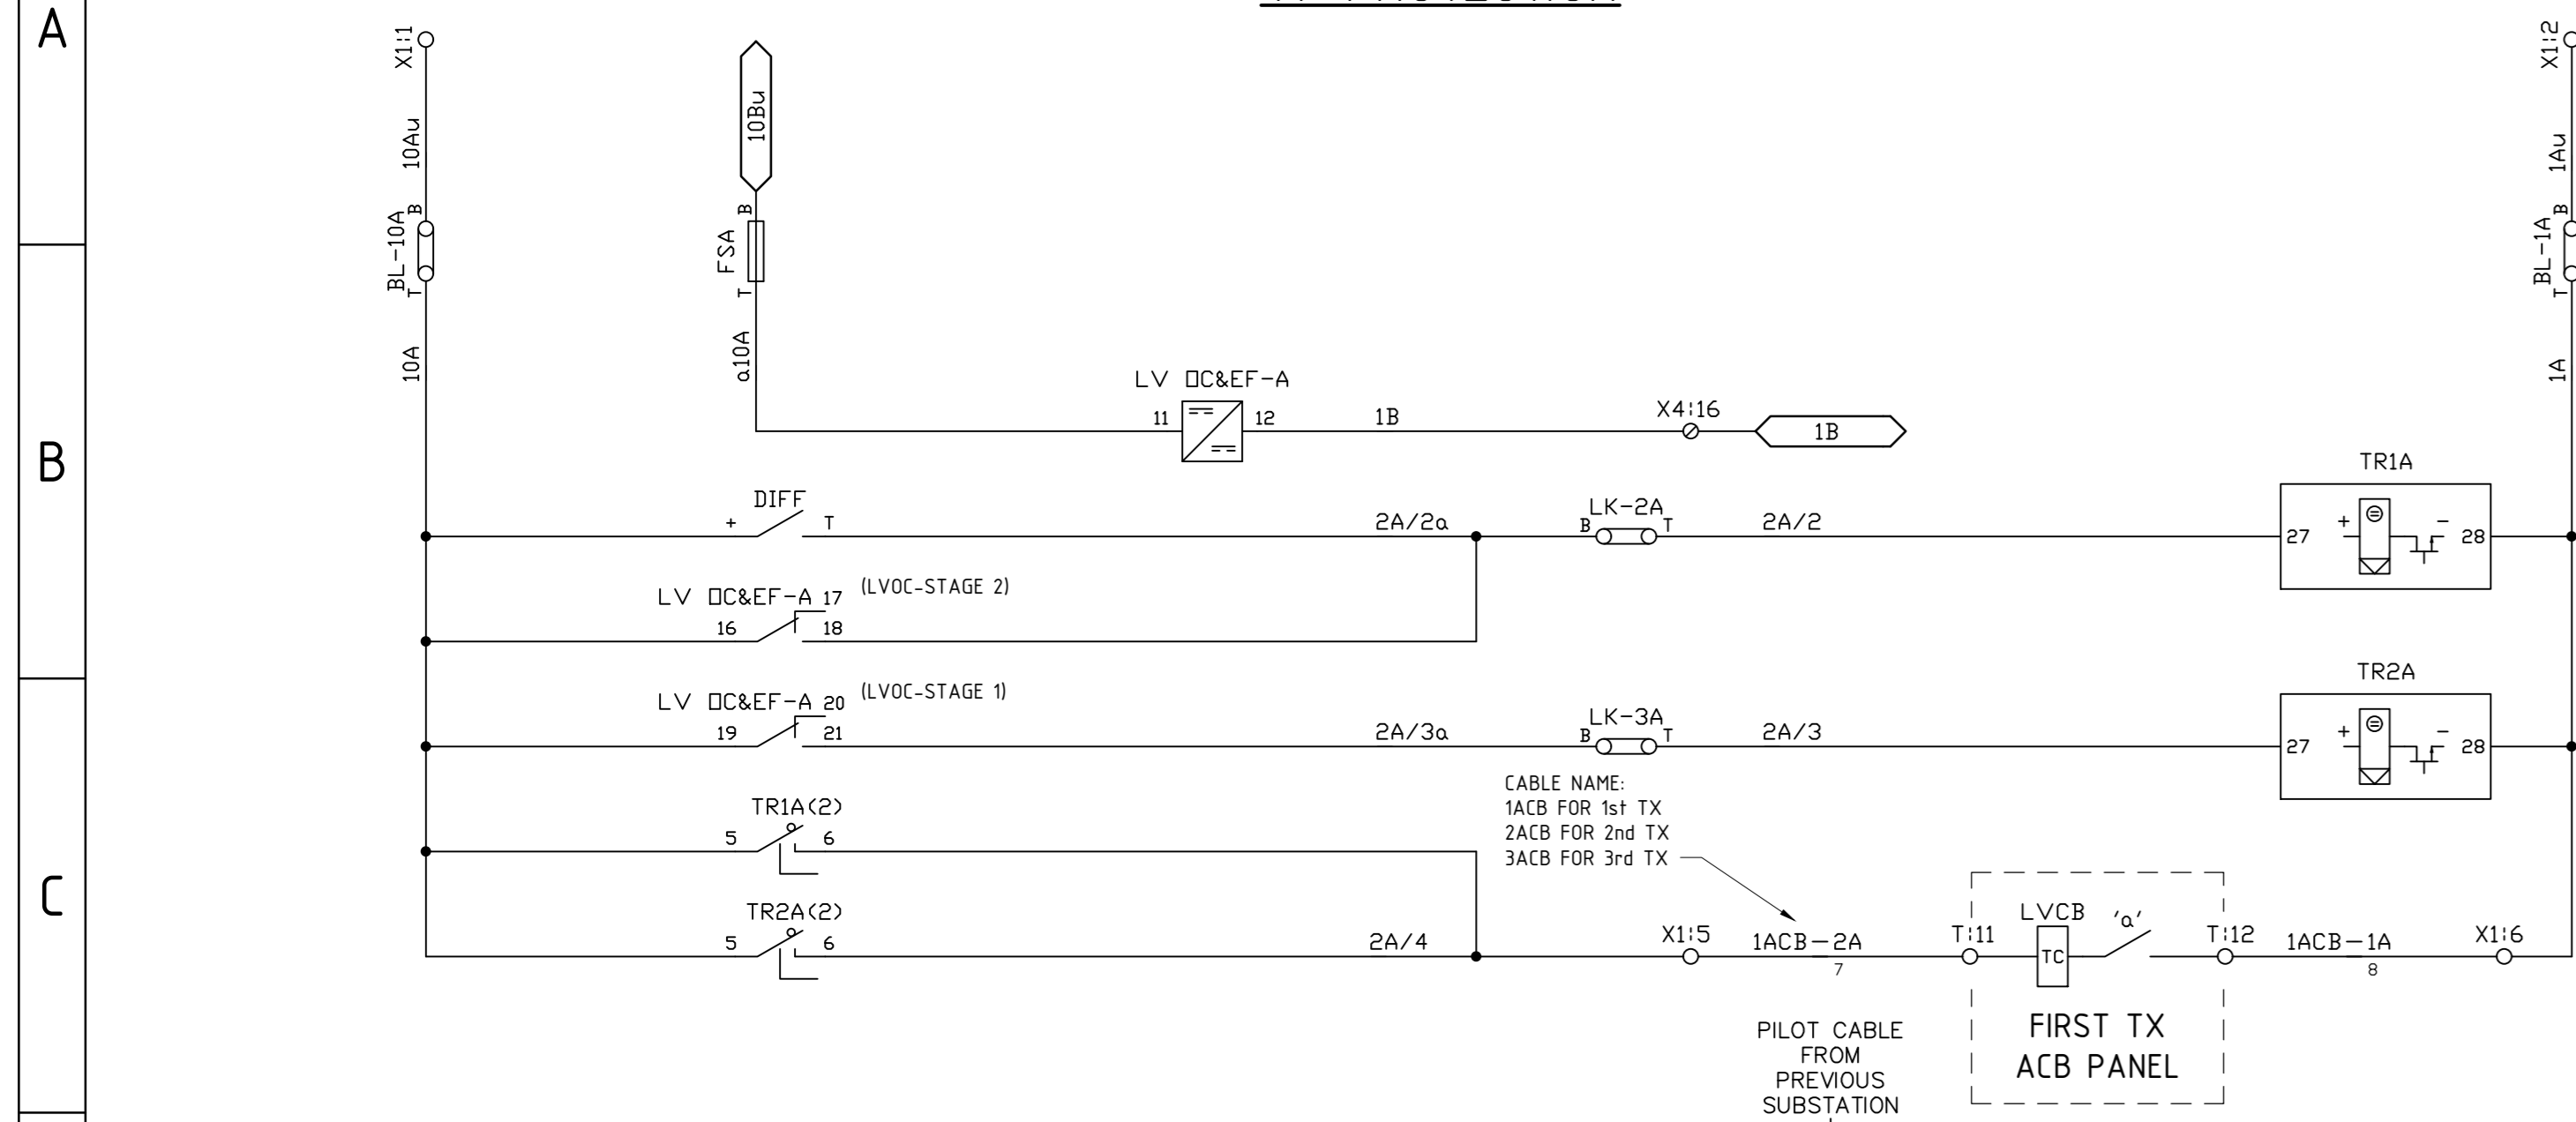 A
X1:1
X1:2
10Au
10Bu
1Au
BL-10A
B
T
FSA
B
T
BL-1A
B
T
10A
a10A
1A
LV OC&EF-A
11
12
1B
X4:16
1B
B
TR1A
DIFF
+
T
2A/2a
LK-2A
B
T
2A/2
27
+
-
28
LV OC&EF-A 17 (LVOC-STAGE 2)
16
18
TR2A
LV OC&EF-A 20 (LVOC-STAGE 1)
19
21
2A/3a
LK-3A
B
T
2A/3
27
+
-
28
CABLE NAME:
1ACB FOR 1st TX
2ACB FOR 2nd TX
3ACB FOR 3rd TX
TR1A(2)
5
6
C
TR2A(2)
5
6
2A/4
X1:5
1ACB-2A
7
T:11
LVCB
TC
'a'
T:12
1ACB-1A
8
X1:6
FIRST TX
ACB PANEL
PILOT CABLE
FROM
PREVIOUS
SUBSTATION